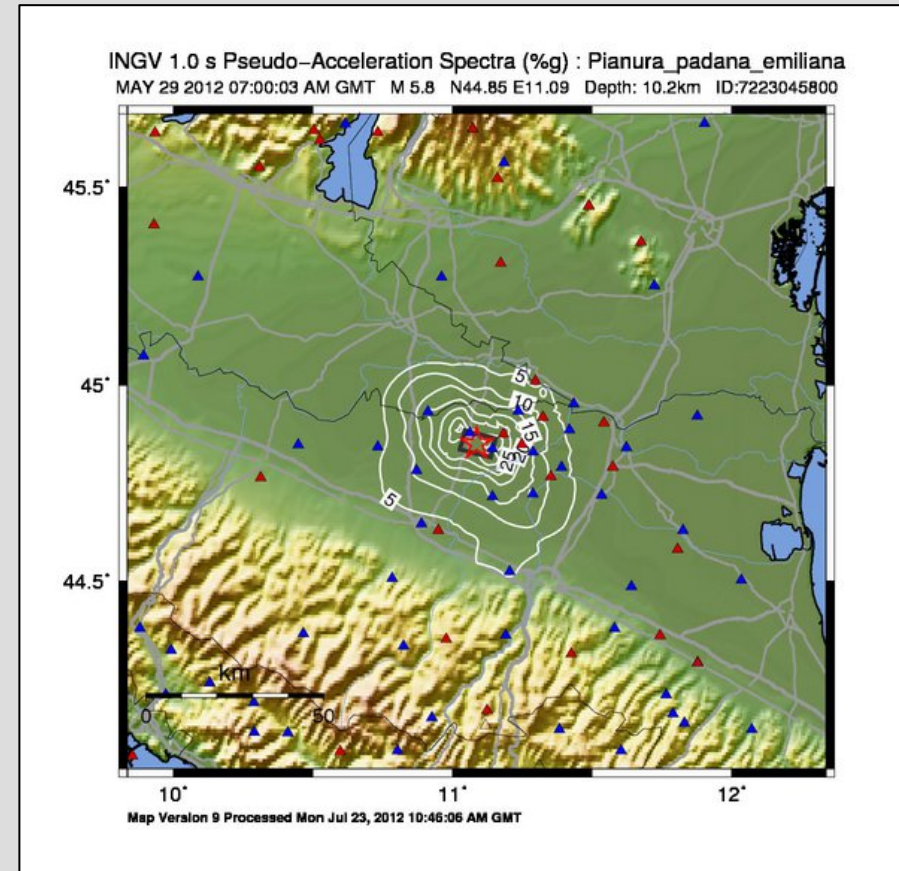 INGV 1.0 s Pseudo−Acceleration Spectra (%g) : Pianura_padana_emiliana
MAY 29 2012 07:00:03 AM GMT M 5.8 N44.85 E11.09 Depth: 10.2km ID:7223045800
45.5˚
45˚
5
10
15
20
25
5
44.5˚
km
0 50
10˚ 11˚ 12˚
Map Version 9 Processed Mon Jul 23, 2012 10:46:06 AM GMT